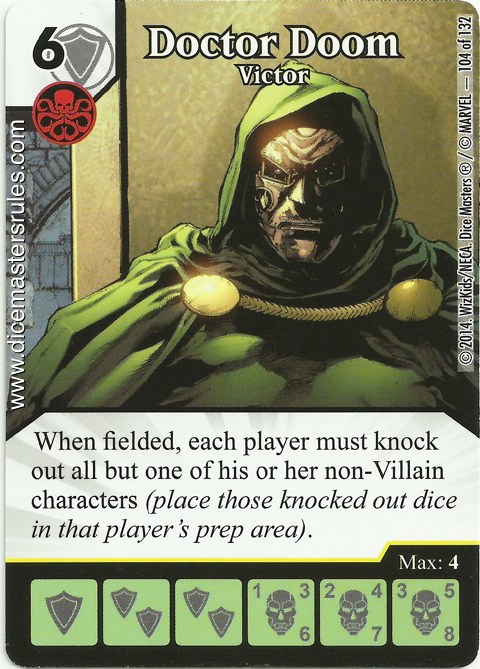 6
Doctor Doom
Victor
www.dicemastersrules.com
© 2014. WizKids/NECA. Dice Masters ® / © MARVEL — 104 of 132
When fielded, each player must knock
out all but one of his or her non-Villain
characters (place those knocked out dice
in that player's prep area).
Max: 4
1 3 6
2 4 7
3 5 8